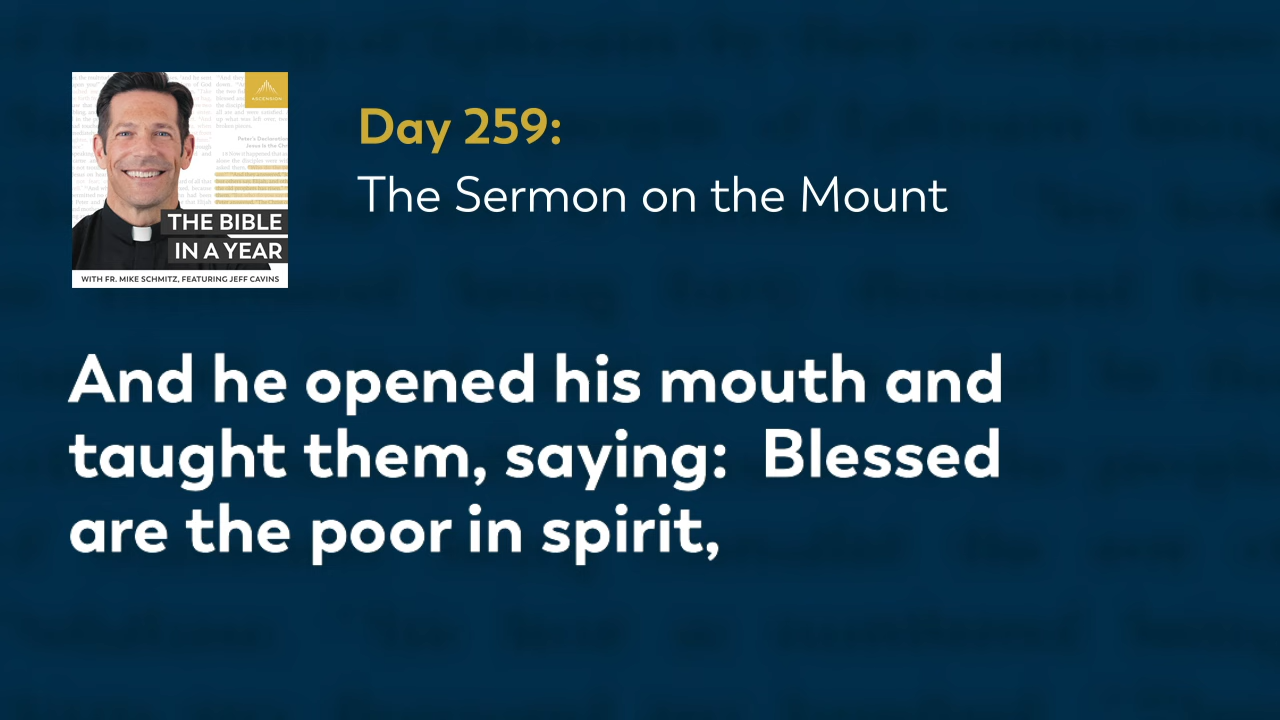 ASCENSION
Day 259:
The Sermon on the Mount
THE BIBLE
IN A YEAR
WITH FR. MIKE SCHMITZ, FEATURING JEFF CAVINS
And he opened his mouth and
taught them, saying: Blessed
are the poor in spirit,